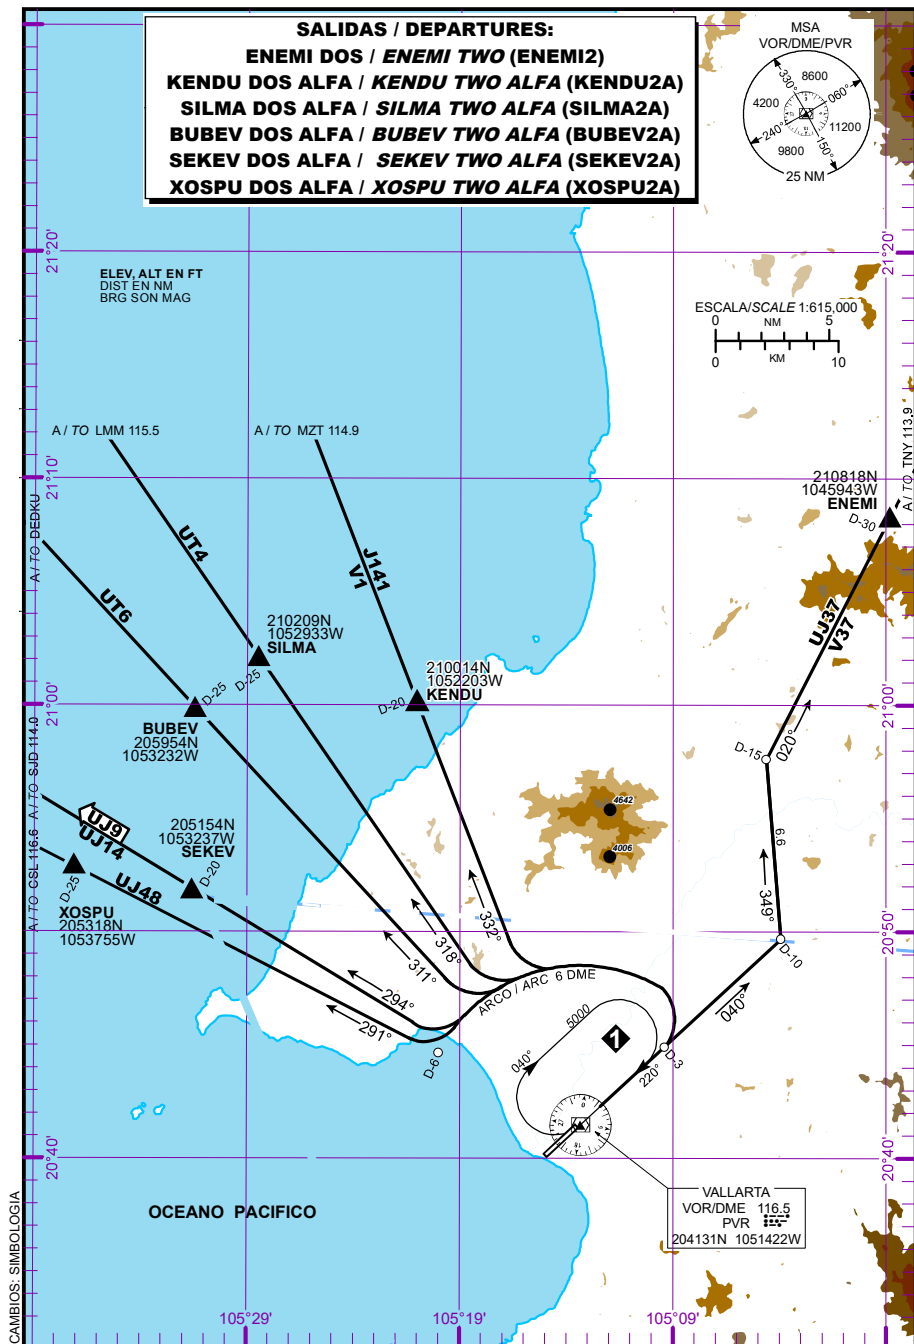 SALIDAS / DEPARTURES:
ENEMI DOS / ENEMI TWO (ENEMI2)
KENDU DOS ALFA / KENDU TWO ALFA (KENDU2A)
SILMA DOS ALFA / SILMA TWO ALFA (SILMA2A)
BUBEV DOS ALFA / BUBEV TWO ALFA (BUBEV2A)
SEKEV DOS ALFA / SEKEV TWO ALFA (SEKEV2A)
XOSPU DOS ALFA / XOSPU TWO ALFA (XOSPU2A)
MSA
VOR/DME/PVR
330°
8600
060°
4200
11200
240°
9800
150°
25 NM
21°20'
21°20'
ELEV, ALT EN FT
DIST EN NM
BRG SON MAG
ESCALA/SCALE 1:615,000
0 NM 5
0 KM 10
A / TO LMM 115.5
A / TO MZT 114.9
A / TO TNY 113.9
21°10'
21°10'
210818N
1045943W
ENEMI
D-30
A / TO DEDKU
UT4
J141
V1
UT6
UJ37
V37
210209N
1052933W
SILMA
D-25
D-25
210014N
1052203W
KENDU
D-20
21°00'
21°00'
BUBEV
205954N
1053232W
D-15
020°
A / TO CSL 116.6 A / TO SJD 114.0
UJ9
UJ14
205154N
1053237W
SEKEV
D-20
4642
4006
6.6
UJ48
D-25
XOSPU
205318N
1053755W
349°
332°
318°
311°
294°
291°
20°50'
20°50'
D-10
040°
ARCO / ARC 6 DME
5000
1
040°
220°
D-3
D-6
0
9
18
27
20°40'
20°40'
VALLARTA
VOR/DME 116.5
PVR
204131N 1051422W
OCEANO PACIFICO
CAMBIOS: SIMBOLOGIA
105°29'
105°19'
105°09'